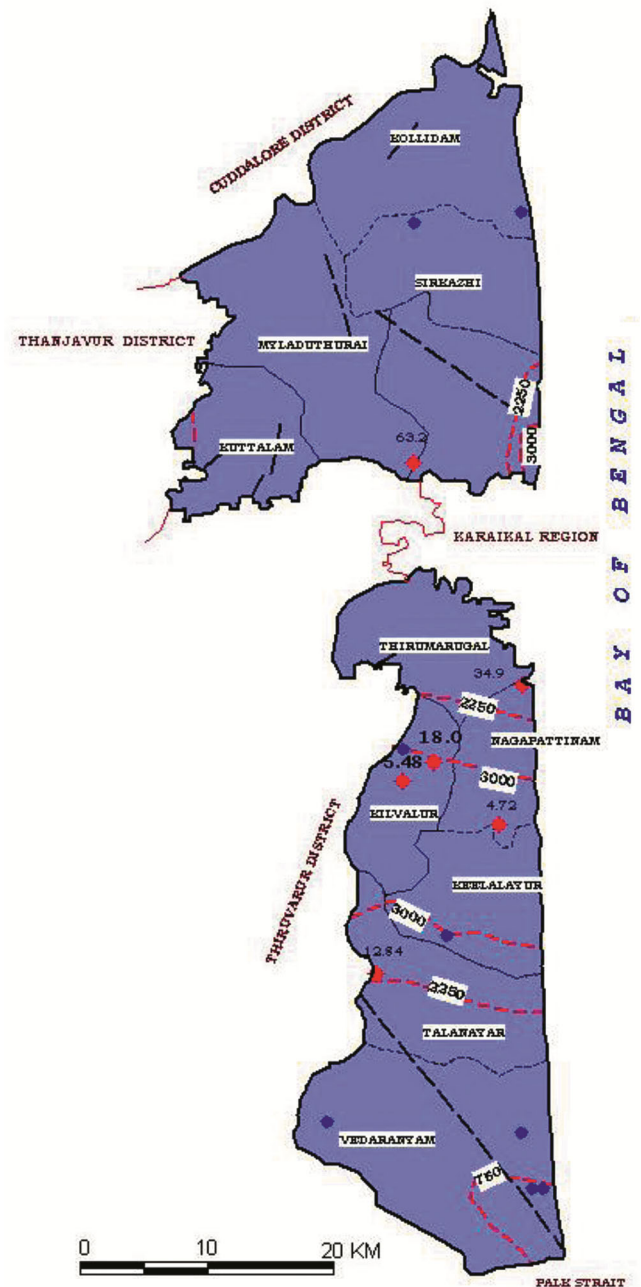 CUDDALORE DISTRICT
KOLLIDAM
SIRKAZHI
THANJAVUR DISTRICT
MYLADUTHURAI
2250
3000
63.2
KUTTALAM
BAY OF BENGAL
KARAIKAL REGION
THIRUMARUGAL
34.9
2250
NAGAPATTINAM
18.0
5.48
3000
KILVALUR
4.72
THIRUVARUR DISTRICT
KEELALAYUR
3000
12.84
2250
TALANAYAR
VEDARANYAM
750
0 10 20 KM
PALK STRAIT